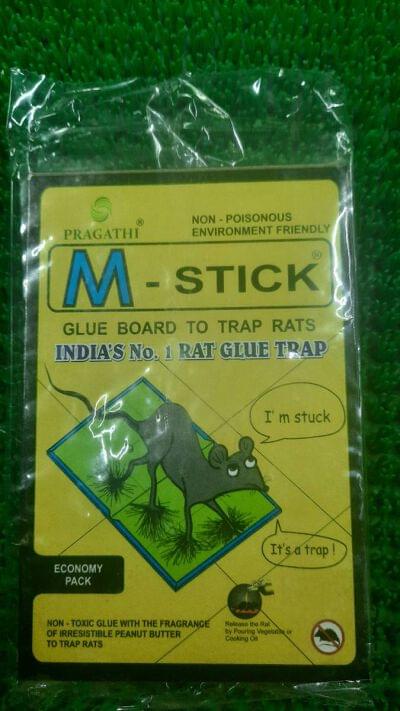 PRAGATHI®
NON - POISONOUS
ENVIRONMENT FRIENDLY
M - STICK®
GLUE BOARD TO TRAP RATS
INDIA'S No. 1 RAT GLUE TRAP
I'm stuck
It's a trap !
ECONOMY
PACK
NON - TOXIC GLUE WITH THE FRAGRANCE
OF IRRESISTIBLE PEANUT BUTTER
TO TRAP RATS
Release the Rat
by Pouring Vegetable or
Cooking Oil